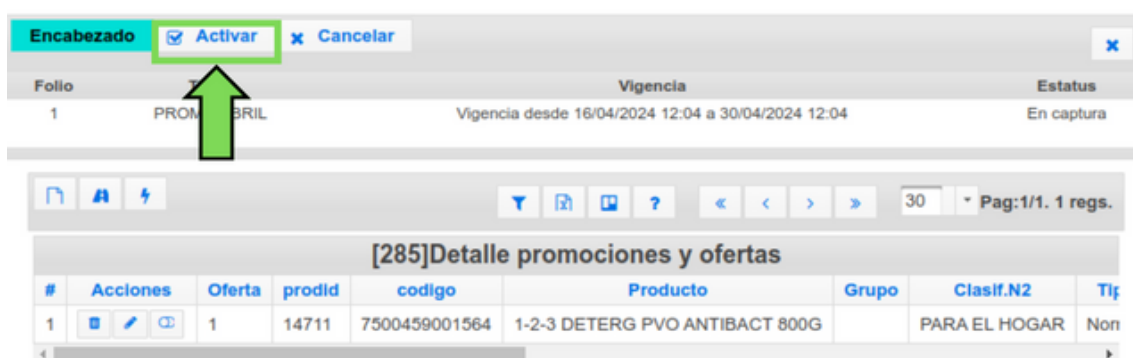 Encabezado Activar Cancelar
Folio Vigencia Estatus
1 PROM BRIL Vigencia desde 16/04/2024 12:04 a 30/04/2024 12:04 En captura
? « ‹ › » 30 Pag:1/1. 1 regs.
[285]Detalle promociones y ofertas
# Acciones Oferta prodid codigo Producto Grupo Clasif.N2 Tip
1 1 14711 7500459001564 1-2-3 DETERG PVO ANTIBACT 800G PARA EL HOGAR Norm